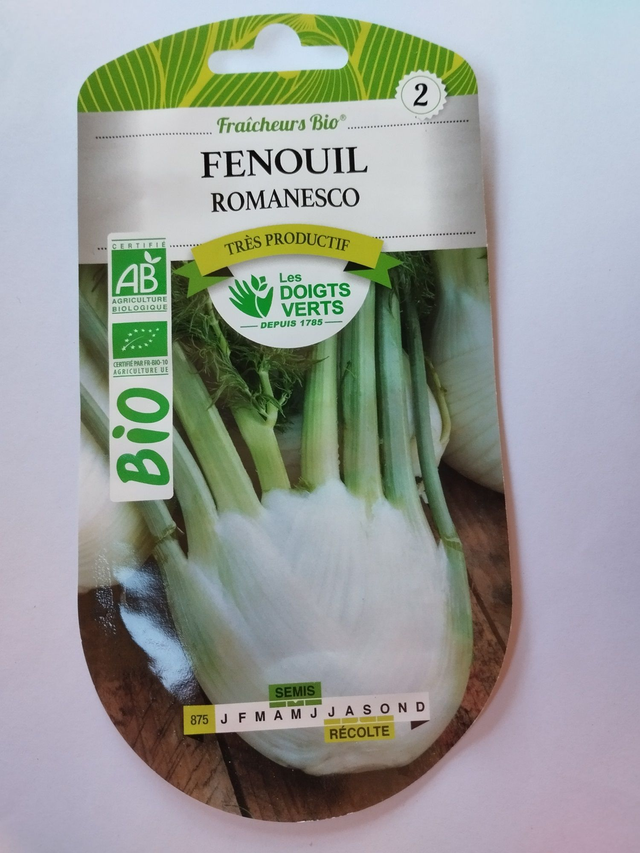 2
Fraîcheurs Bio®
FENOUIL
ROMANESCO
TRÈS PRODUCTIF
Les
DOIGTS
VERTS
DEPUIS 1785
CERTIFIÉ
AB
AGRICULTURE
BIOLOGIQUE
CERTIFIÉ PAR FR-BIO-10
AGRICULTURE UE
Bio
SEMIS
875 J F M A M J J A S O N D
RÉCOLTE